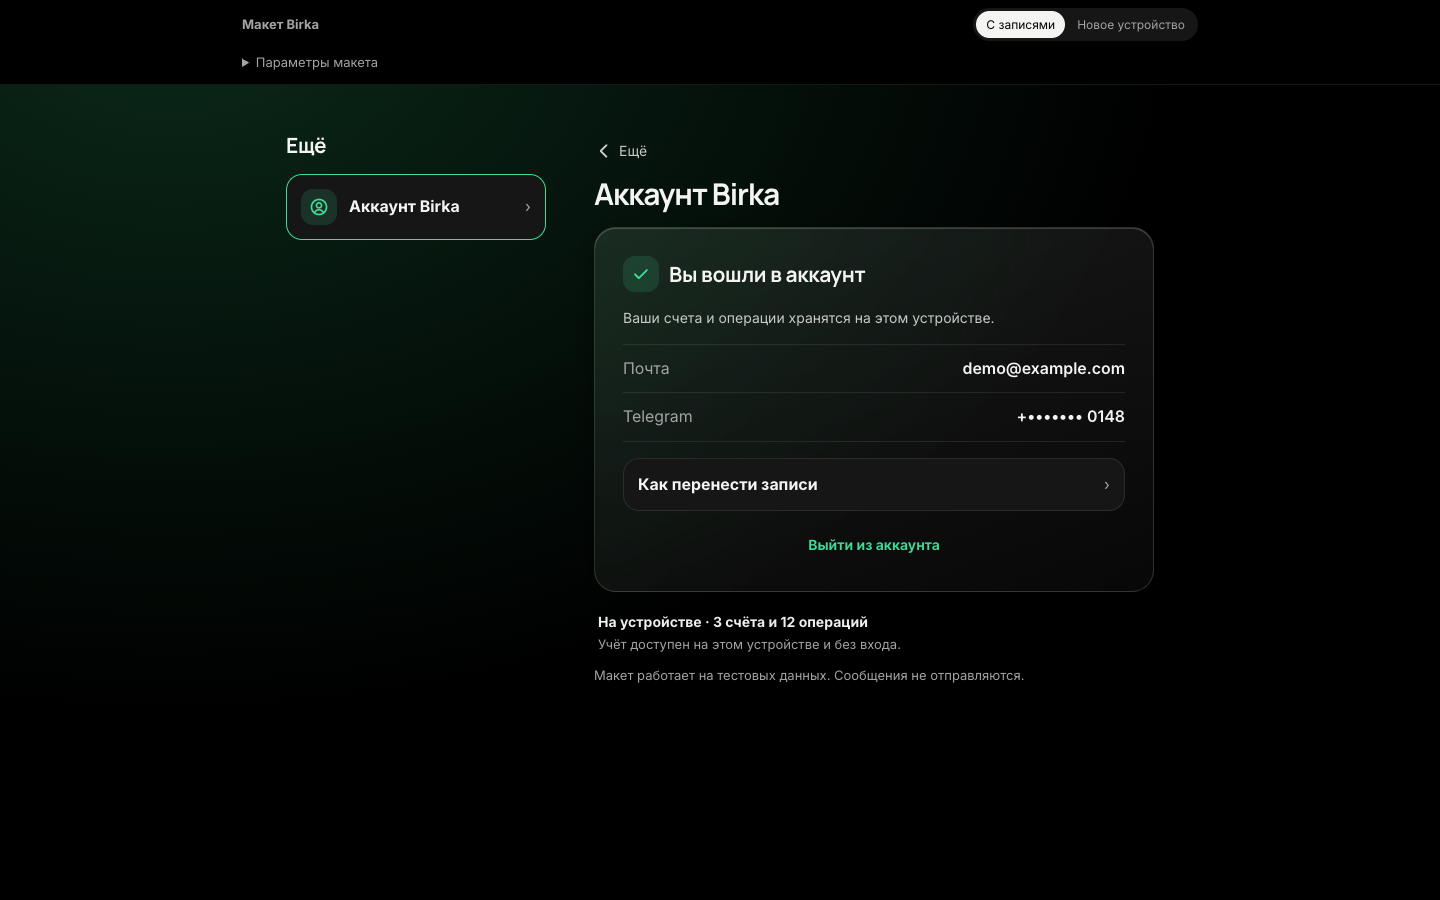 Макет Birka
С записями
Новое устройство
Параметры макета
Ещё
Аккаунт Birka
Ещё
Аккаунт Birka
Вы вошли в аккаунт
Ваши счета и операции хранятся на этом устройстве.
Почта
demo@example.com
Telegram
+••••••• 0148
Как перенести записи
Выйти из аккаунта
На устройстве · 3 счёта и 12 операций
Учёт доступен на этом устройстве и без входа.
Макет работает на тестовых данных. Сообщения не отправляются.